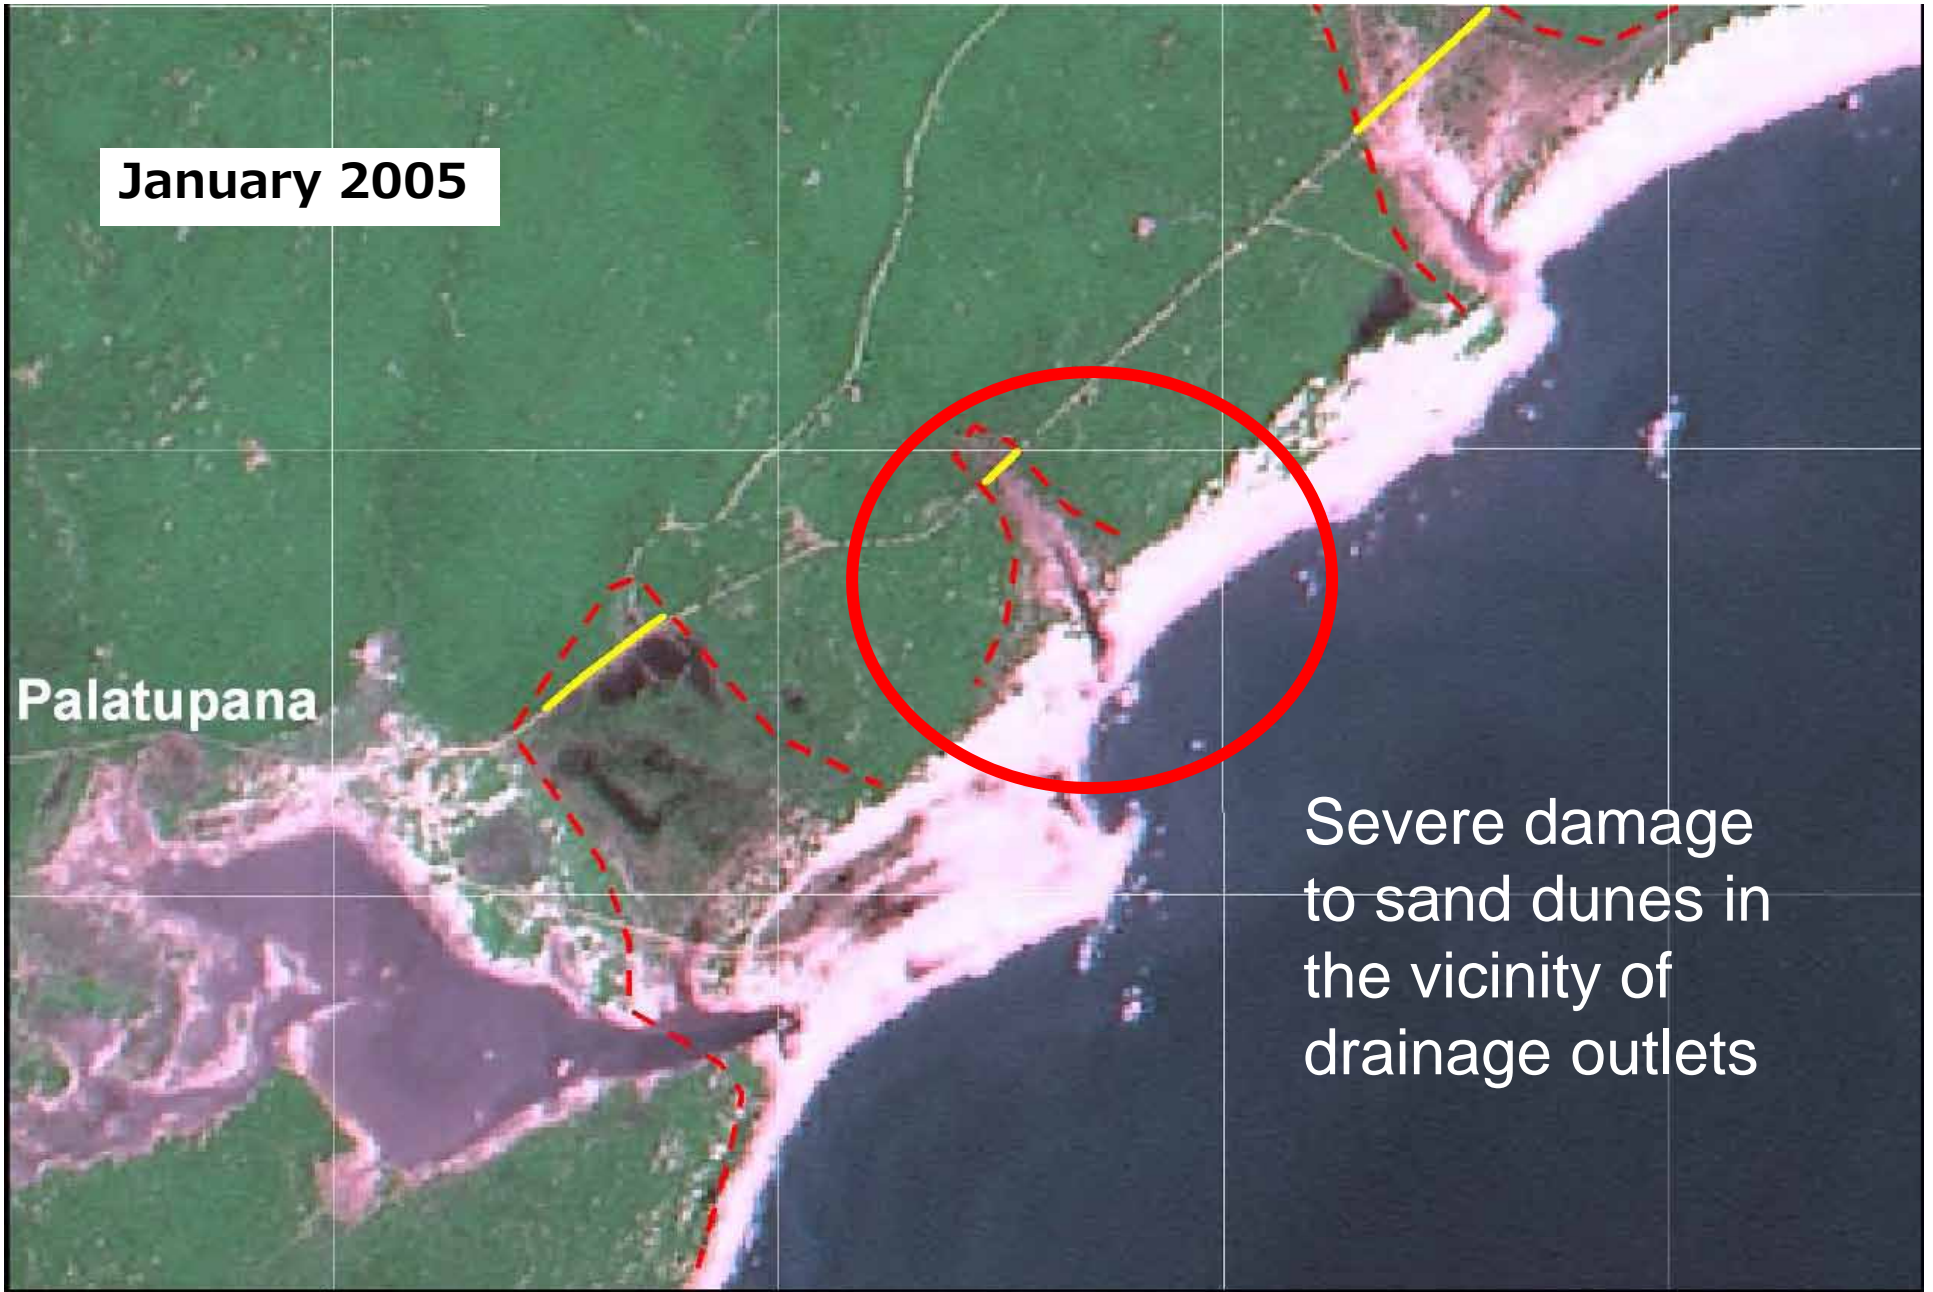 January 2005
Palatupana
Severe damage
to sand dunes in
the vicinity of
drainage outlets